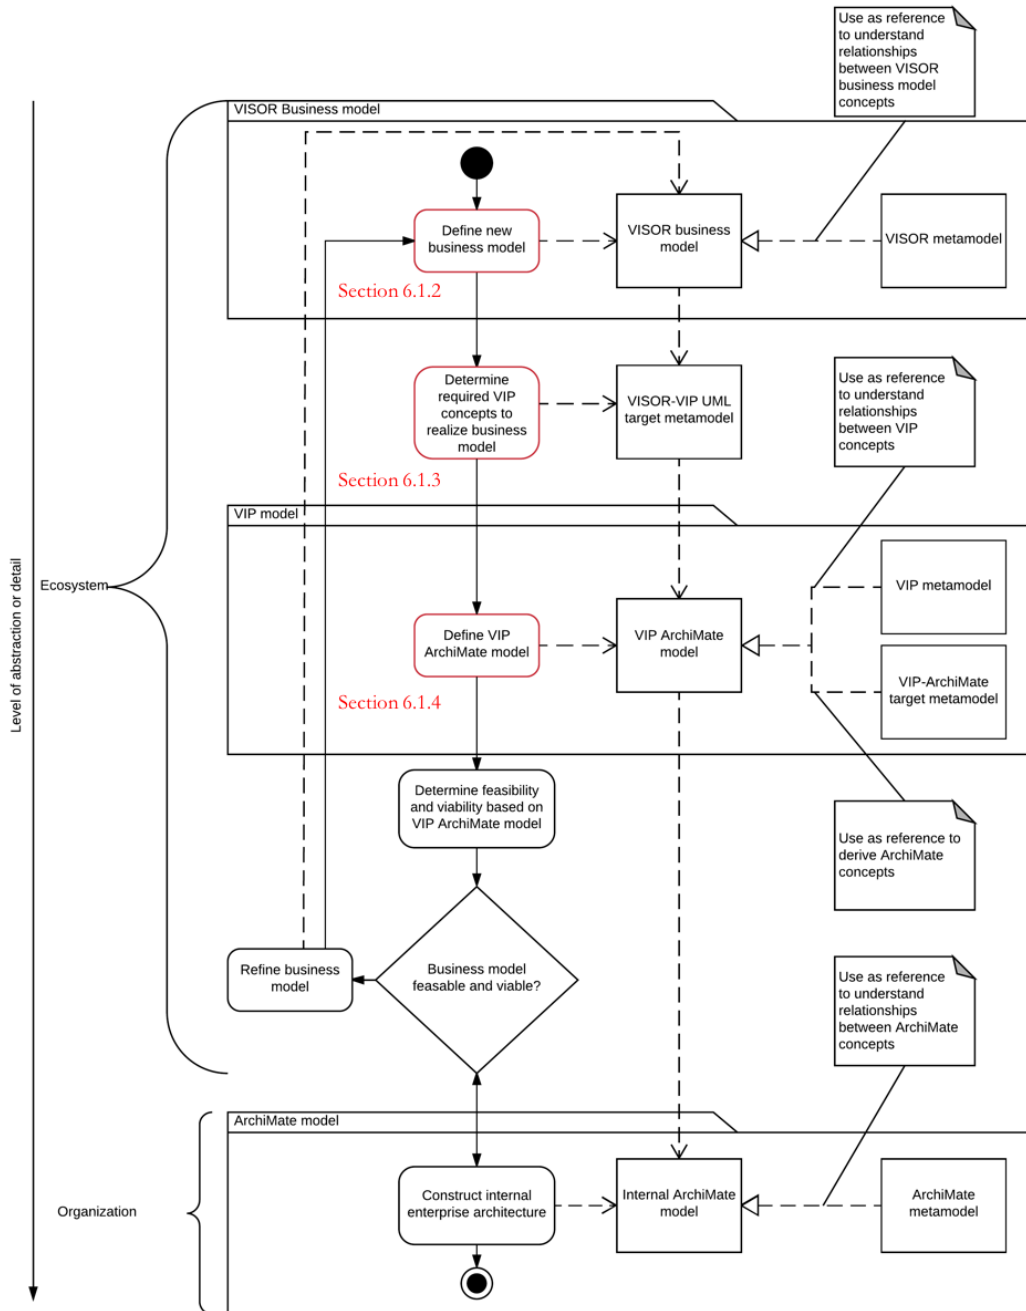 Use as reference
to understand
relationships
between VISOR
business model
concepts
VISOR Business model
Define new
business model
VISOR business
model
VISOR metamodel
Section 6.1.2
Determine
required VIP
concepts to
realize business
model
VISOR-VIP UML
target metamodel
Use as reference
to understand
relationships
between VIP
concepts
Section 6.1.3
VIP model
Level of abstraction or detail
Ecosystem
VIP metamodel
Define VIP
ArchiMate model
VIP ArchiMate
model
VIP-ArchiMate
target metamodel
Section 6.1.4
Determine feasibility
and viability based on
VIP ArchiMate model
Use as reference to
derive ArchiMate
concepts
Refine business
model
Business model
feasable and viable?
Use as reference
to understand
relationships
between ArchiMate
concepts
ArchiMate model
Organization
Construct internal
enterprise architecture
Internal ArchiMate
model
ArchiMate
metamodel